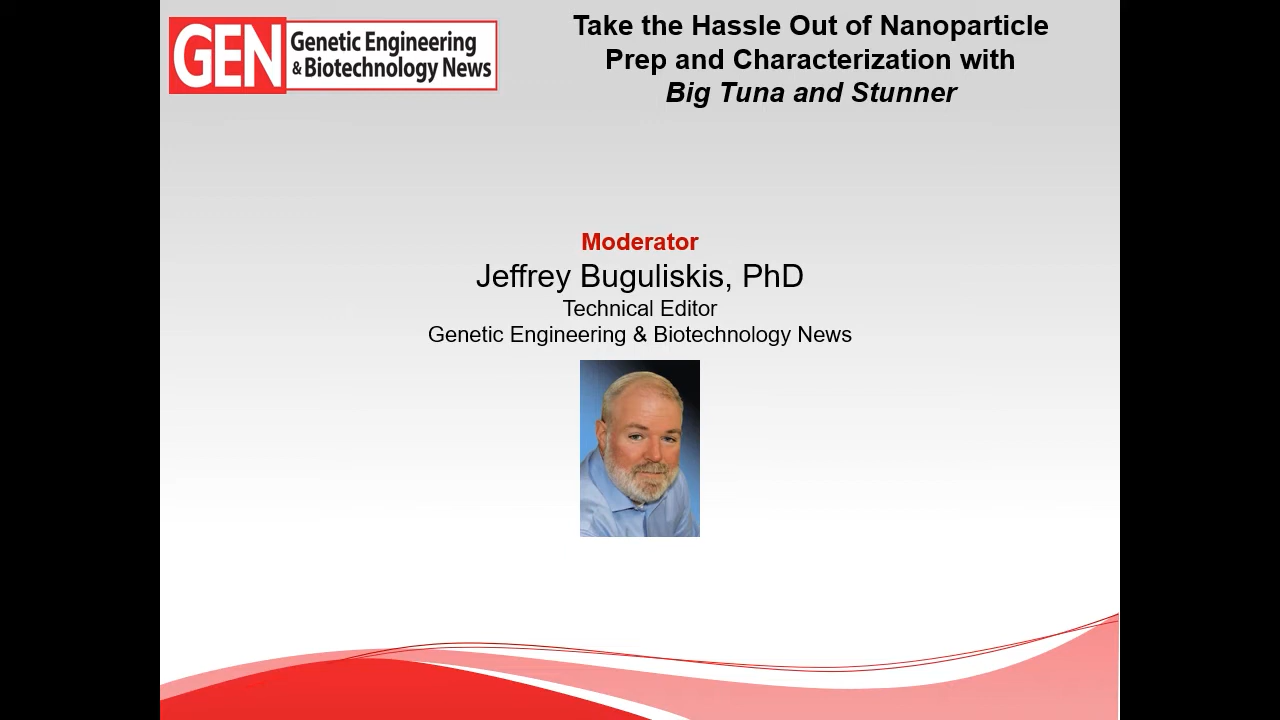 GEN Genetic Engineering
& Biotechnology News
Take the Hassle Out of Nanoparticle
Prep and Characterization with
Big Tuna and Stunner
Moderator
Jeffrey Buguliskis, PhD
Technical Editor
Genetic Engineering & Biotechnology News